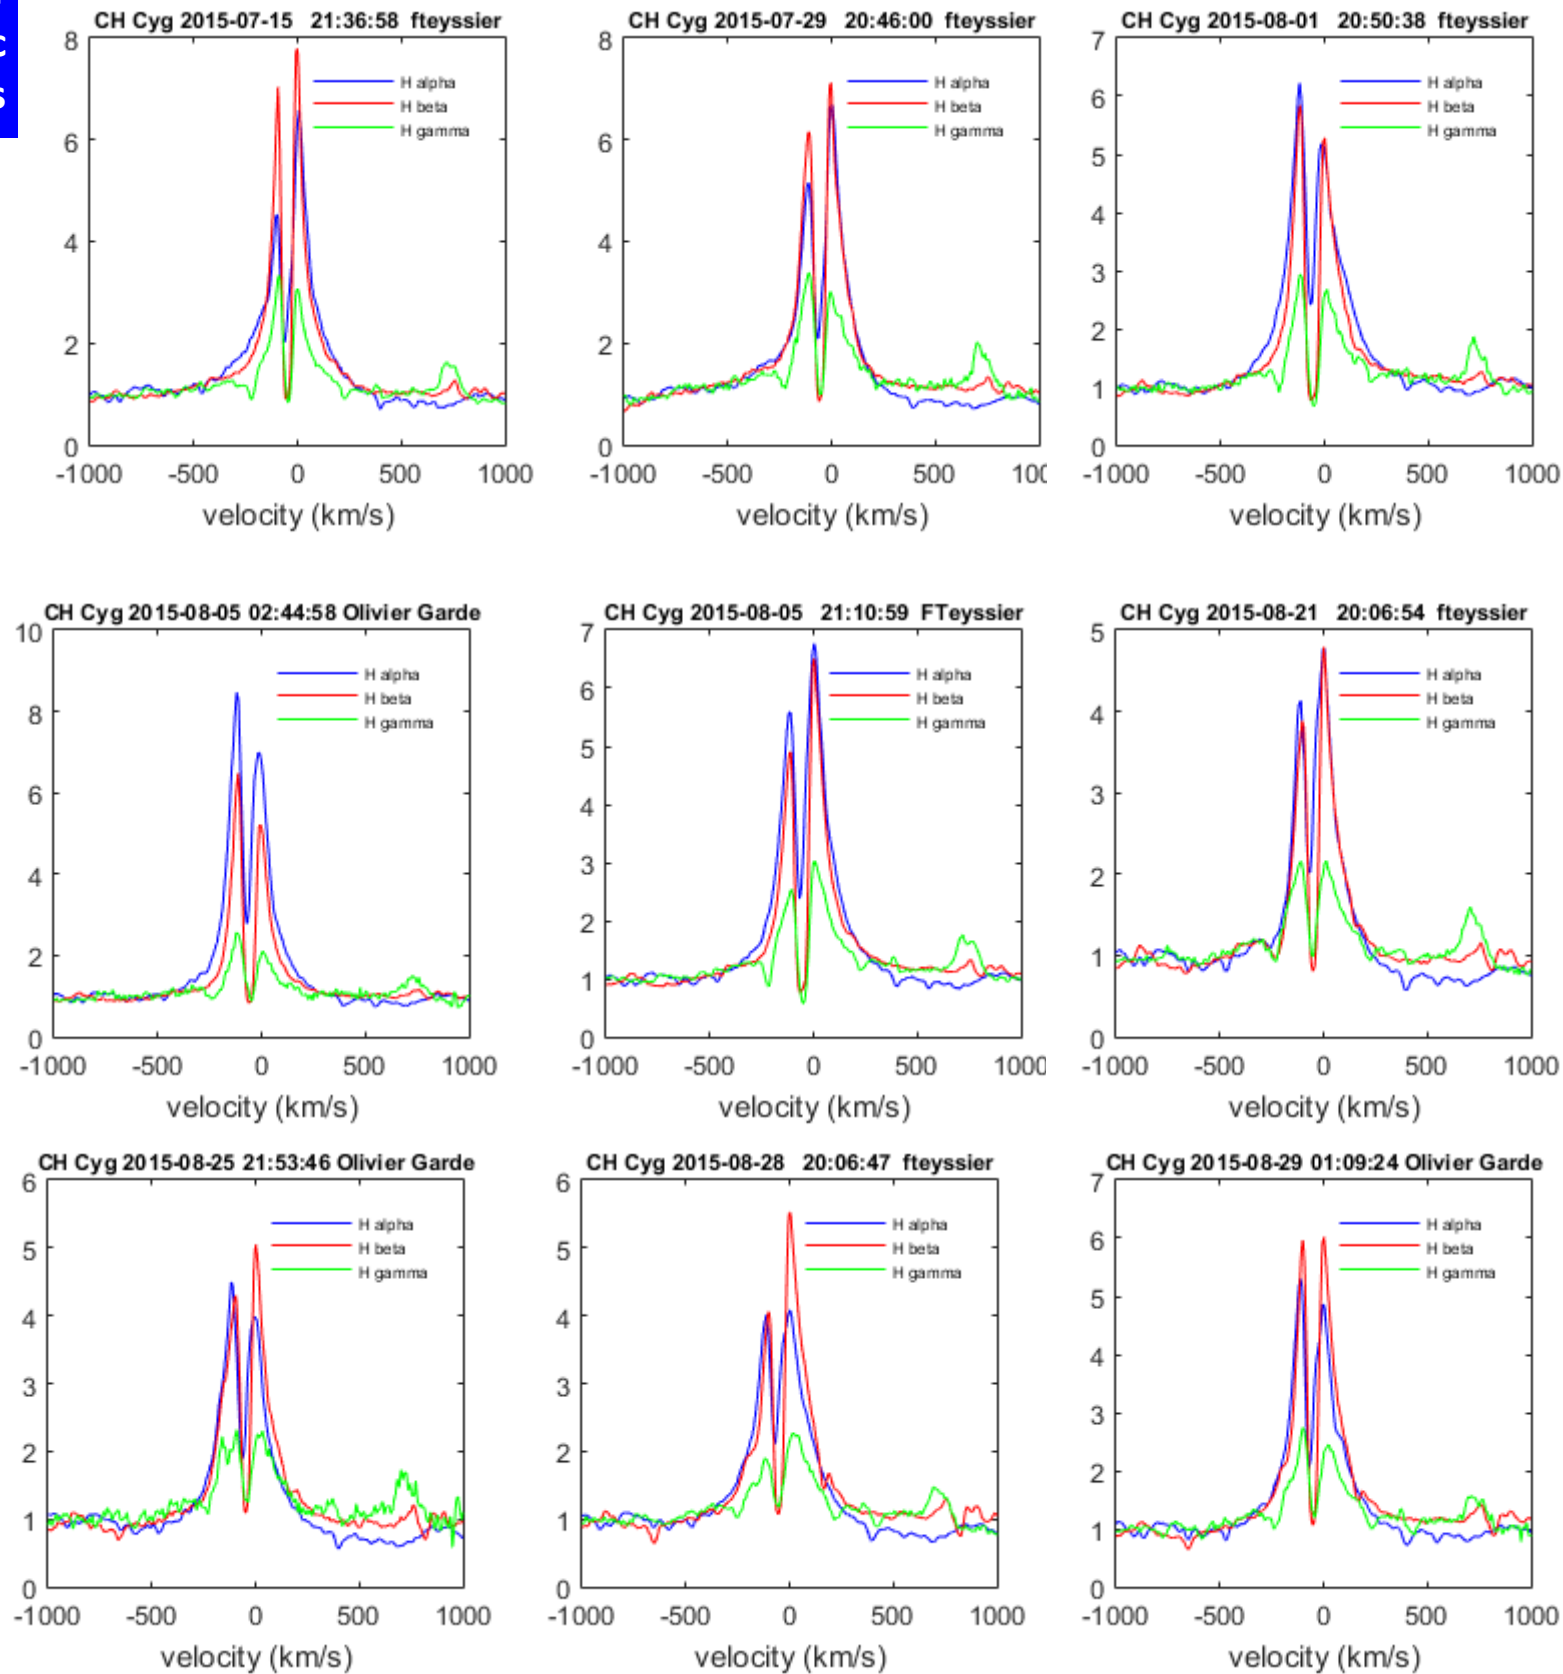 c
s
CH Cyg 2015-07-15 21:36:58 fteyssier
8
6
4
2
0
H alpha
H beta
H gamma
-1000 -500 0 500 1000
velocity (km/s)
CH Cyg 2015-07-29 20:46:00 fteyssier
8
6
4
2
0
H alpha
H beta
H gamma
-1000 -500 0 500 100
velocity (km/s)
CH Cyg 2015-08-01 20:50:38 fteyssier
7
6
5
4
3
2
1
0
H alpha
H beta
H gamma
-1000 -500 0 500 1000
velocity (km/s)
CH Cyg 2015-08-05 02:44:58 Olivier Garde
10
8
6
4
2
0
H alpha
H beta
H gamma
-1000 -500 0 500 1000
velocity (km/s)
CH Cyg 2015-08-05 21:10:59 FTeyssier
7
6
5
4
3
2
1
0
H alpha
H beta
H gamma
-1000 -500 0 500 1000
velocity (km/s)
CH Cyg 2015-08-21 20:06:54 fteyssier
5
4
3
2
1
0
H alpha
H beta
H gamma
-1000 -500 0 500 1000
velocity (km/s)
CH Cyg 2015-08-25 21:53:46 Olivier Garde
6
5
4
3
2
1
0
H alpha
H beta
H gamma
-1000 -500 0 500 1000
velocity (km/s)
CH Cyg 2015-08-28 20:06:47 fteyssier
6
5
4
3
2
1
0
H alpha
H beta
H gamma
-1000 -500 0 500 1000
velocity (km/s)
CH Cyg 2015-08-29 01:09:24 Olivier Garde
7
6
5
4
3
2
1
0
H alpha
H beta
H gamma
-1000 -500 0 500 1000
velocity (km/s)